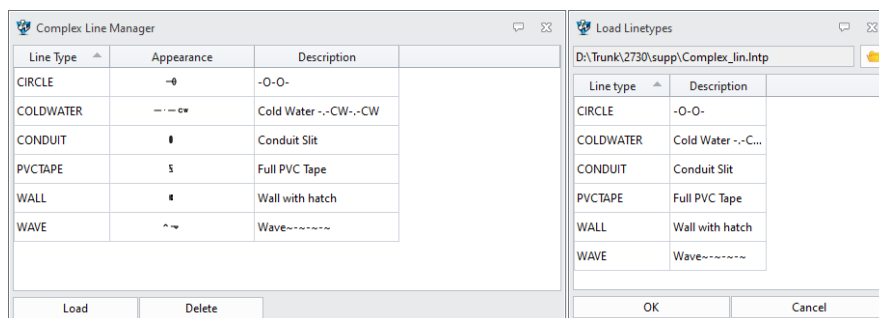 Complex Line Manager
Line Type Appearance Description
CIRCLE -O-O-
COLDWATER CW Cold Water -.-CW-.-CW
CONDUIT Conduit Slit
PVCTAPE Full PVC Tape
WALL Wall with hatch
WAVE Wave~-~-~-~
Load Delete
Load Linetypes
D:\Trunk\2730\supp\Complex_lin.lntp
Line type Description
CIRCLE -O-O-
COLDWATER Cold Water -.-C...
CONDUIT Conduit Slit
PVCTAPE Full PVC Tape
WALL Wall with hatch
WAVE Wave~-~-~-~
OK Cancel